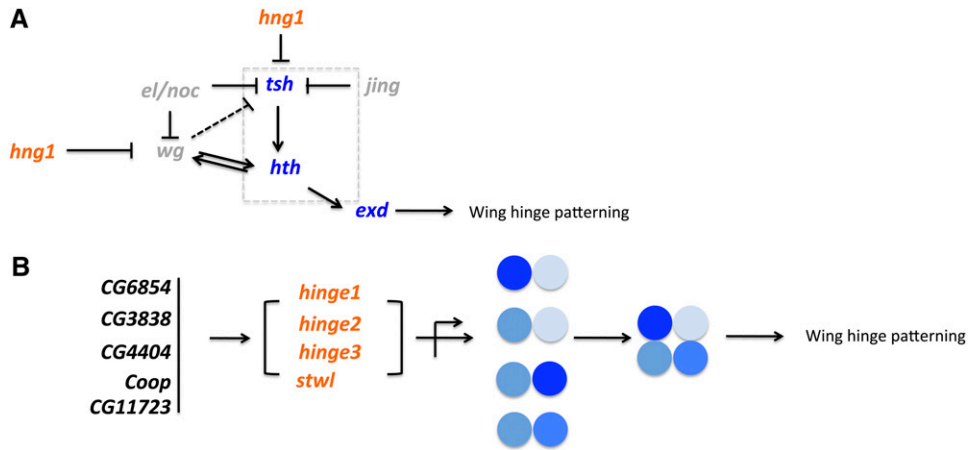 A
hng1
el/noc
tsh
jing
hng1
wg
hth
exd
Wing hinge patterning
B
CG6854
CG3838
CG4404
Coop
CG11723
hinge1
hinge2
hinge3
stwl
Wing hinge patterning